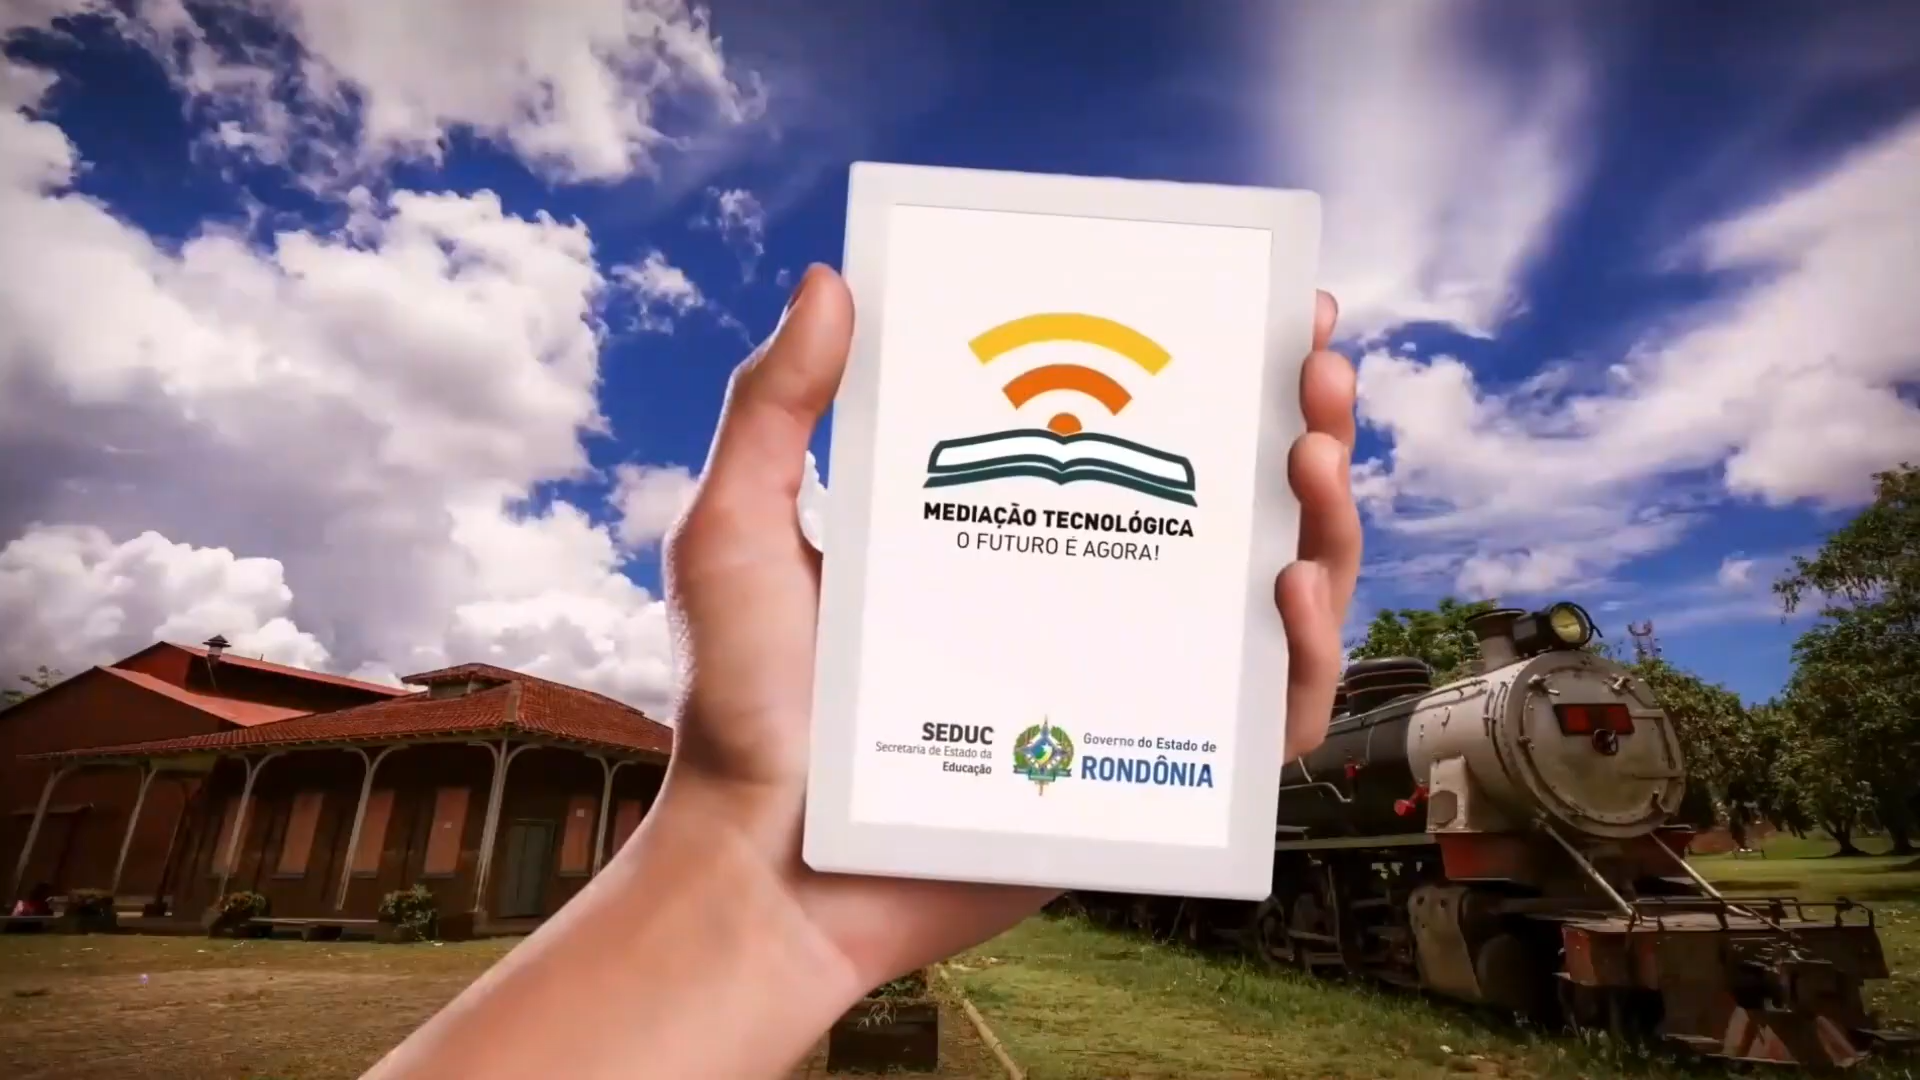 MEDIAÇÃO TECNOLÓGICA
O FUTURO É AGORA!
SEDUC
Secretaria de Estado da
Educação
Governo do Estado de
RONDÔNIA